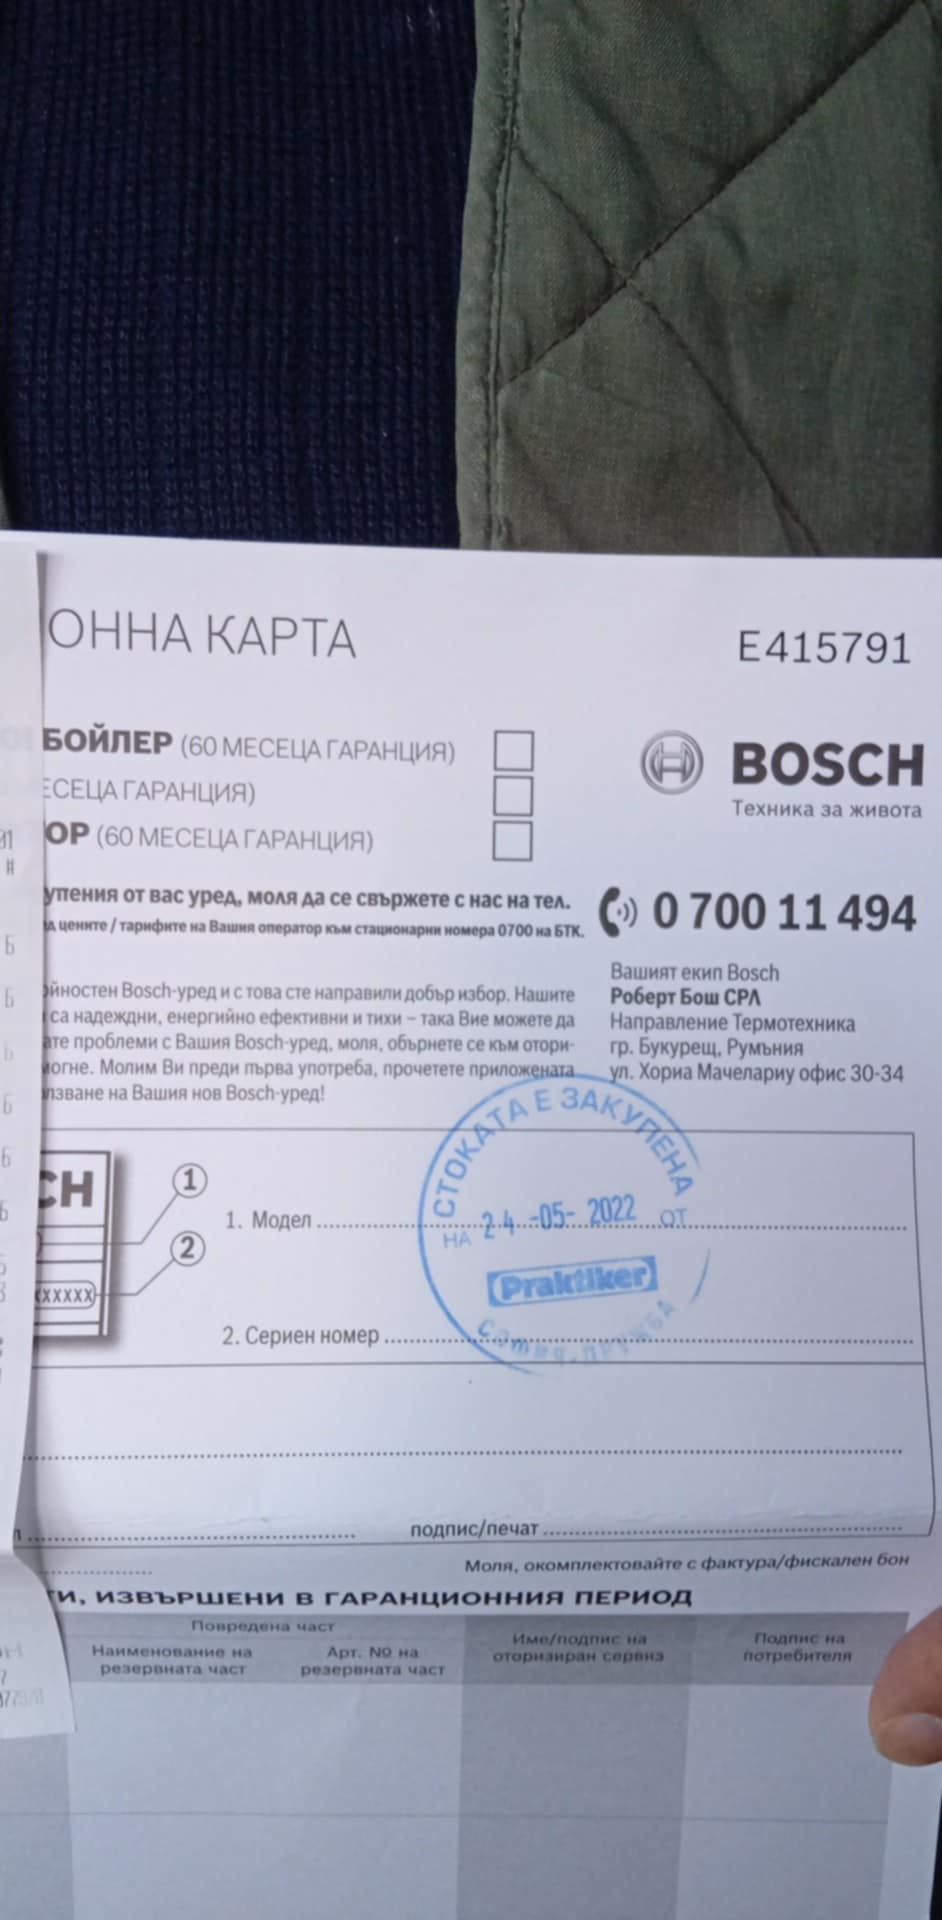 ОННА КАРТА
E415791
БОЙЛЕР (60 МЕСЕЦА ГАРАНЦИЯ)
ЕСЕЦА ГАРАНЦИЯ)
ОР (60 МЕСЕЦА ГАРАНЦИЯ)
BOSCH
Техника за живота
упения от вас уред, моля да се свържете с нас на тел.
0 700 11 494
цените / тарифите на Вашия оператор към стационарни номера 0700 на БТК.
ойностен Bosch-уред и с това сте направили добър избор. Нашите
са надеждни, енергийно ефективни и тихи – така Вие можете да
ате проблеми с Вашия Bosch-уред, моля, обърнете се към отори-
могне. Молим Ви преди първа употреба, прочетете приложената
лзване на Вашия нов Bosch-уред!
Вашият екип Bosch
Роберт Бош СРЛ
Направление Термотехника
гр. Букурещ, Румъния
ул. Хориа Мачелариу офис 30-34
CH
1
2
XXXXX
1. Модел
2. Сериен номер
СТОКАТА Е ЗАКУПЕНА
НА 24 -05- 2022 ОТ
Praktiker
СОФИЯ-ДРУЖБА
подпис/печат
Моля, окомплектовайте с фактура/фискален бон
ТИ, ИЗВЪРШЕНИ В ГАРАНЦИОННИЯ ПЕРИОД
Повредена част
Наименование на
резервната част
Арт. № на
резервната част
Име/подпис на
оторизиран сервиз
Подпис на
потребителя